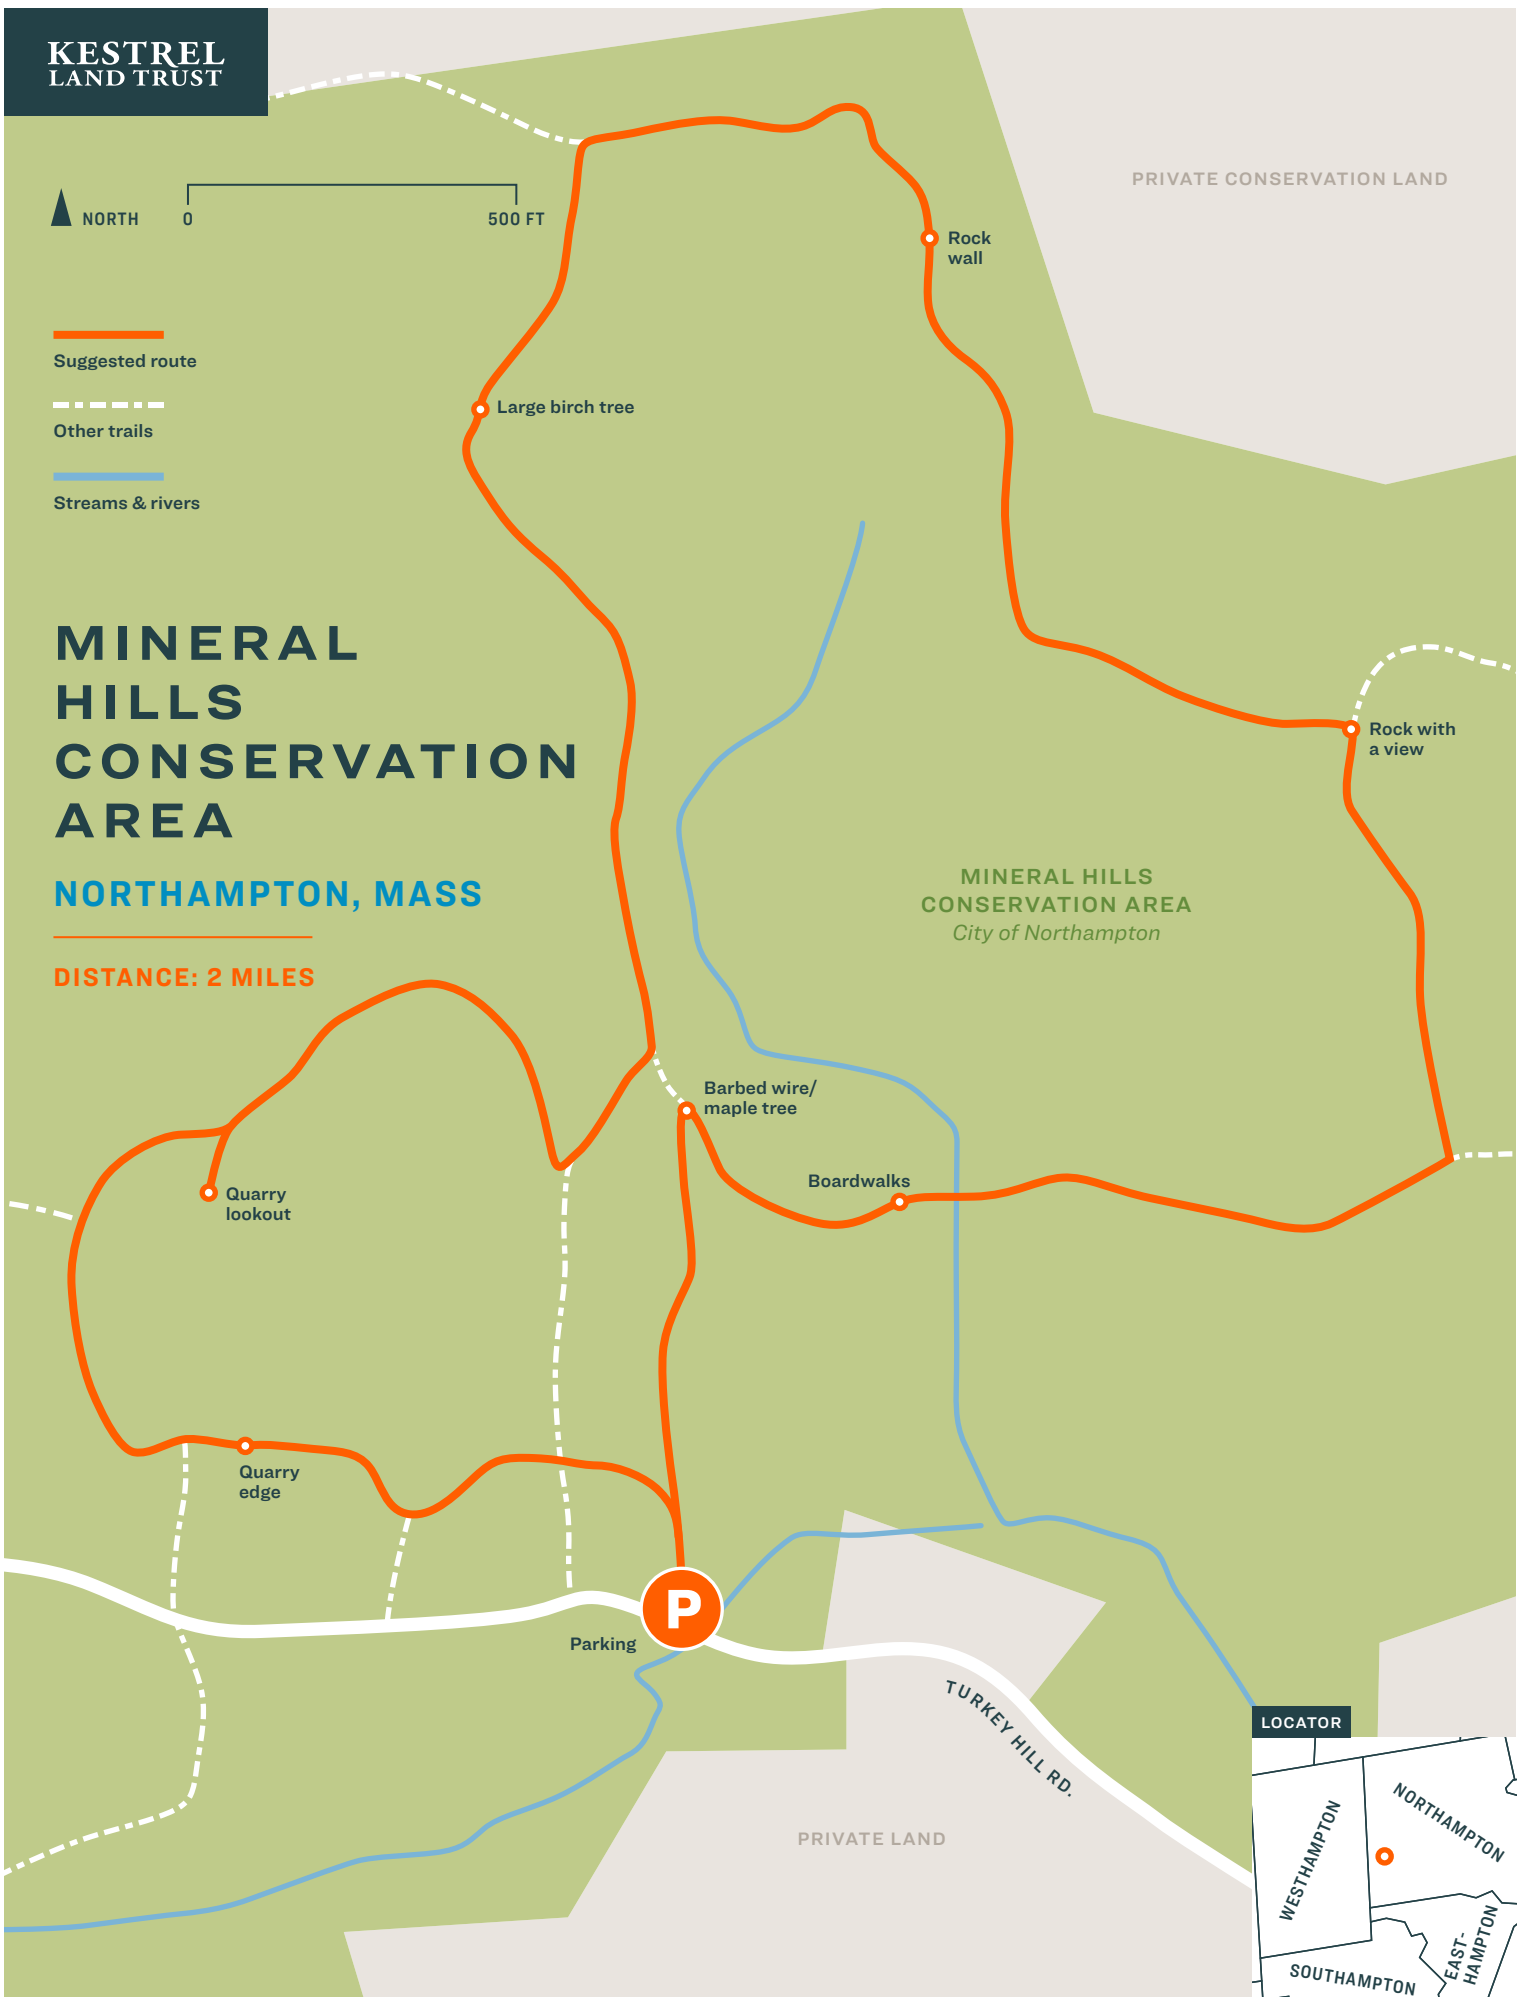 KESTREL
LAND TRUST
NORTH
0
500 FT
PRIVATE CONSERVATION LAND
Rock
wall
Suggested route
Other trails
Streams & rivers
Large birch tree
MINERAL
HILLS
CONSERVATION
AREA
NORTHAMPTON, MASS
DISTANCE: 2 MILES
Rock with
a view
MINERAL HILLS
CONSERVATION AREA
City of Northampton
Barbed wire/
maple tree
Boardwalks
Quarry
lookout
Quarry
edge
P
Parking
TURKEY HILL RD.
PRIVATE LAND
LOCATOR
NORTHAMPTON
WESTHAMPTON
EAST-
HAMPTON
SOUTHAMPTON